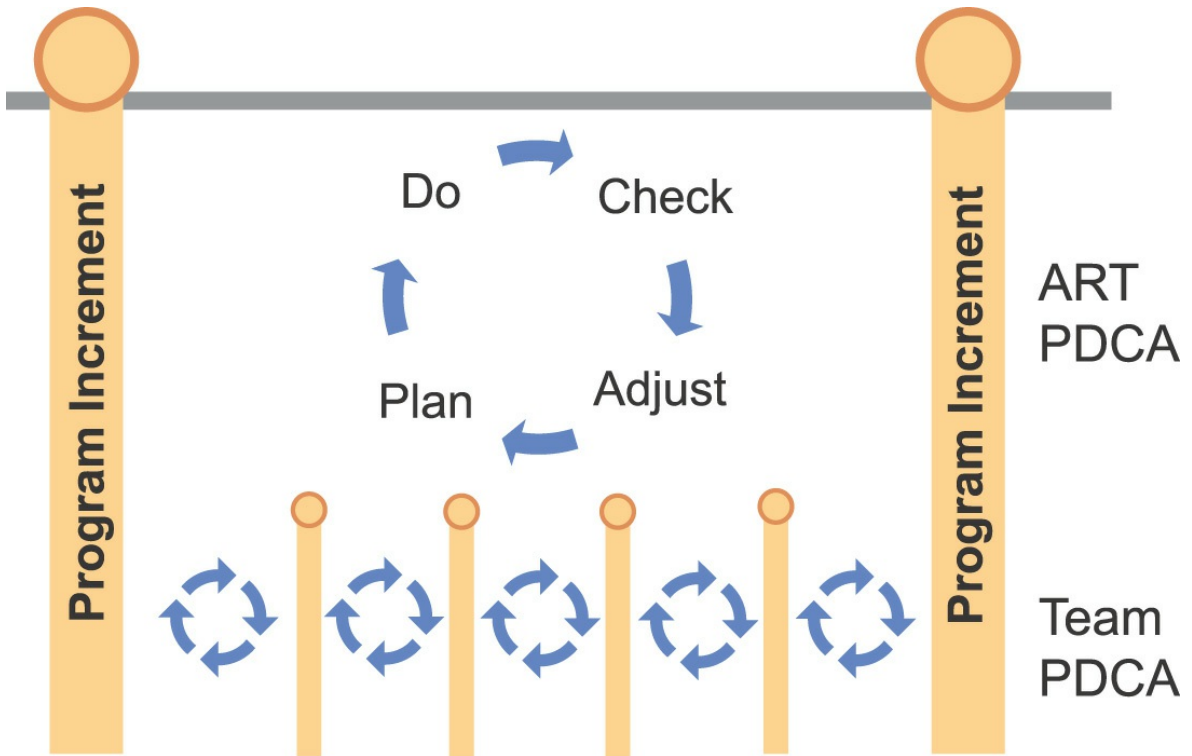 Program Increment
Do
Check
Plan
Adjust
Program Increment
ART
PDCA
Team
PDCA